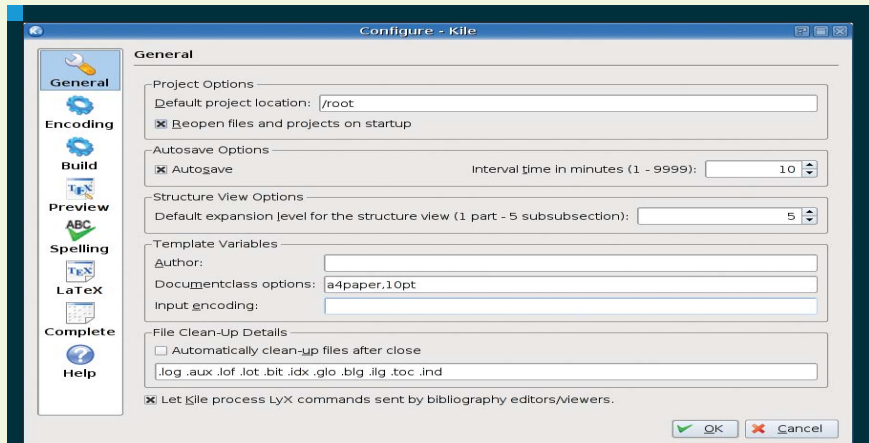 Configure - Kile
General
General
Encoding
Build
TEX
Preview
ABC
Spelling
TEX
LaTeX
Complete
Help
Project Options
Default project location: /root
Reopen files and projects on startup
Autosave Options
Autosave Interval time in minutes (1 - 9999): 10
Structure View Options
Default expansion level for the structure view (1 part - 5 subsubsection): 5
Template Variables
Author:
Documentclass options: a4paper,10pt
Input encoding:
File Clean-Up Details
Automatically clean-up files after close
.log .aux .lof .lot .bit .idx .glo .blg .ilg .toc .ind
Let Kile process LyX commands sent by bibliography editors/viewers.
OK Cancel